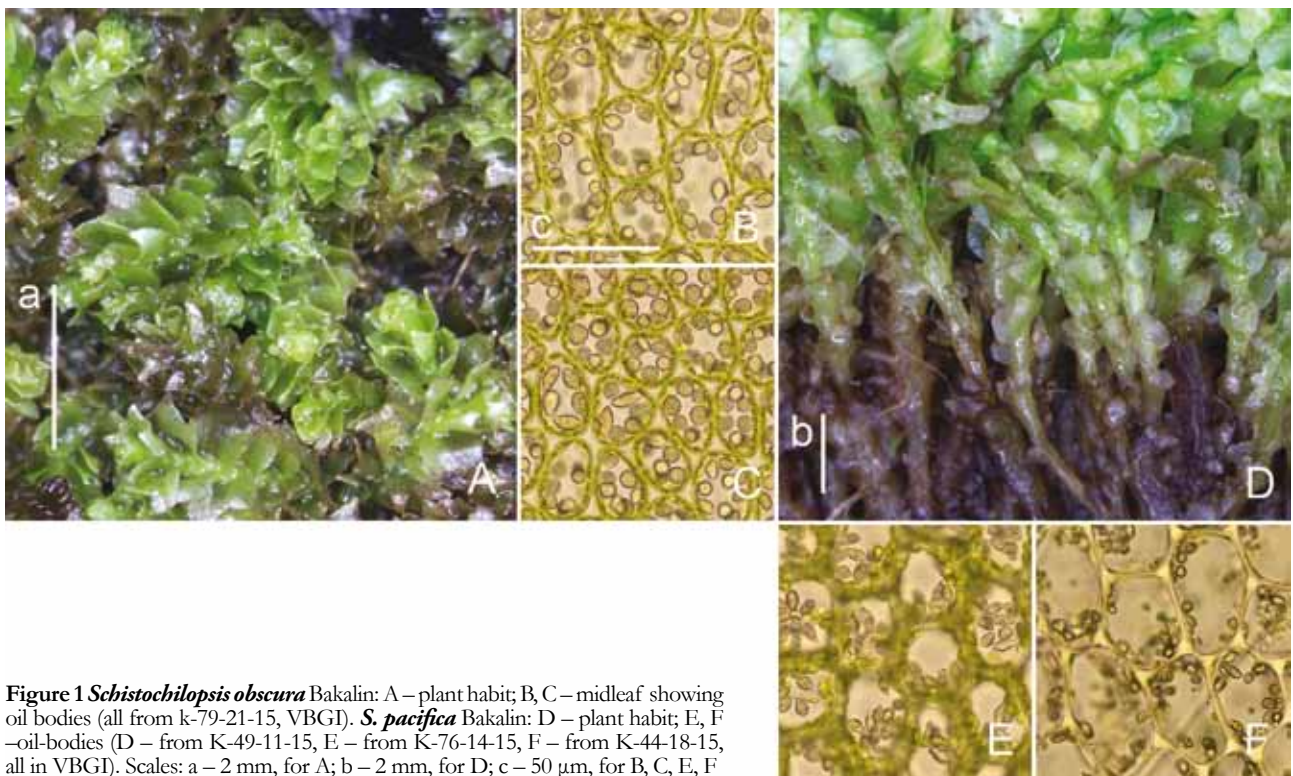 a
A
c
B
C
b
D
E
F
Figure 1 Schistochilopsis obscura Bakalin: A – plant habit; B, C – midleaf showing
oil bodies (all from k-79-21-15, VBGI). S. pacifica Bakalin: D – plant habit; E, F
–oil-bodies (D – from K-49-11-15, E – from K-76-14-15, F – from K-44-18-15,
all in VBGI). Scales: a – 2 mm, for A; b – 2 mm, for D; c – 50 μm, for B, C, E, F